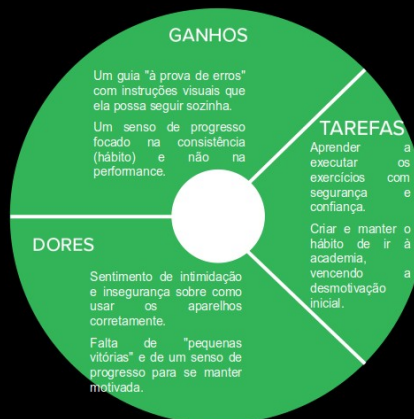 GANHOS
Um guia "à prova de erros"
com instruções visuais que
ela possa seguir sozinha.
Um senso de progresso
focado na consistência
(hábito) e não na
performance.
TAREFAS
Aprender a
executar os
exercícios com
segurança e
confiança.
Criar e manter o
hábito de ir à
academia,
vencendo a
desmotivação
inicial.
DORES
Sentimento de intimidação
e insegurança sobre como
usar os aparelhos
corretamente.
Falta de "pequenas
vitórias" e de um senso de
progresso para se manter
motivada.